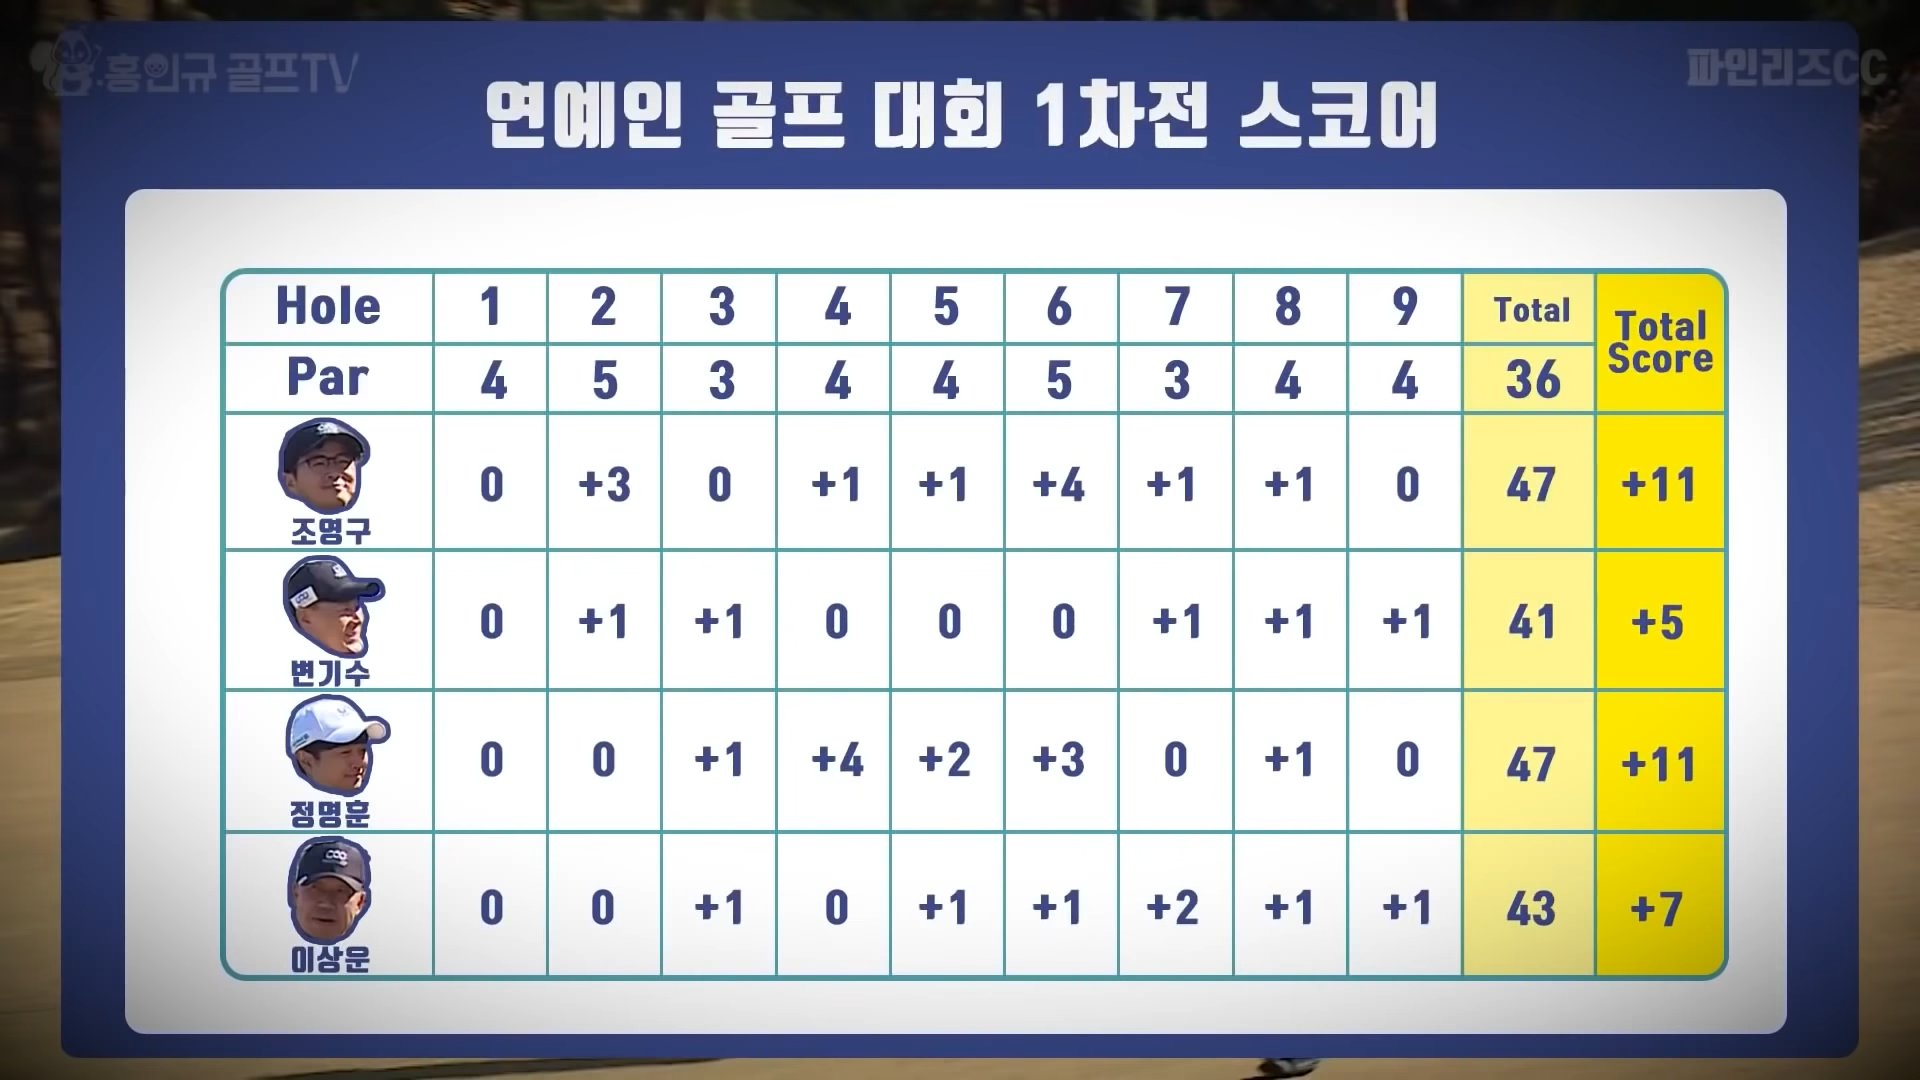 홍인규 골프TV
파인리즈CC
연예인 골프 대회 1차전 스코어
Hole 1 2 3 4 5 6 7 8 9 Total Total Score
Par 4 5 3 4 4 5 3 4 4 36
조영구 0 +3 0 +1 +1 +4 +1 +1 0 47 +11
변기수 0 +1 +1 0 0 0 +1 +1 +1 41 +5
정명훈 0 0 +1 +4 +2 +3 0 +1 0 47 +11
이상운 0 0 +1 0 +1 +1 +2 +1 +1 43 +7